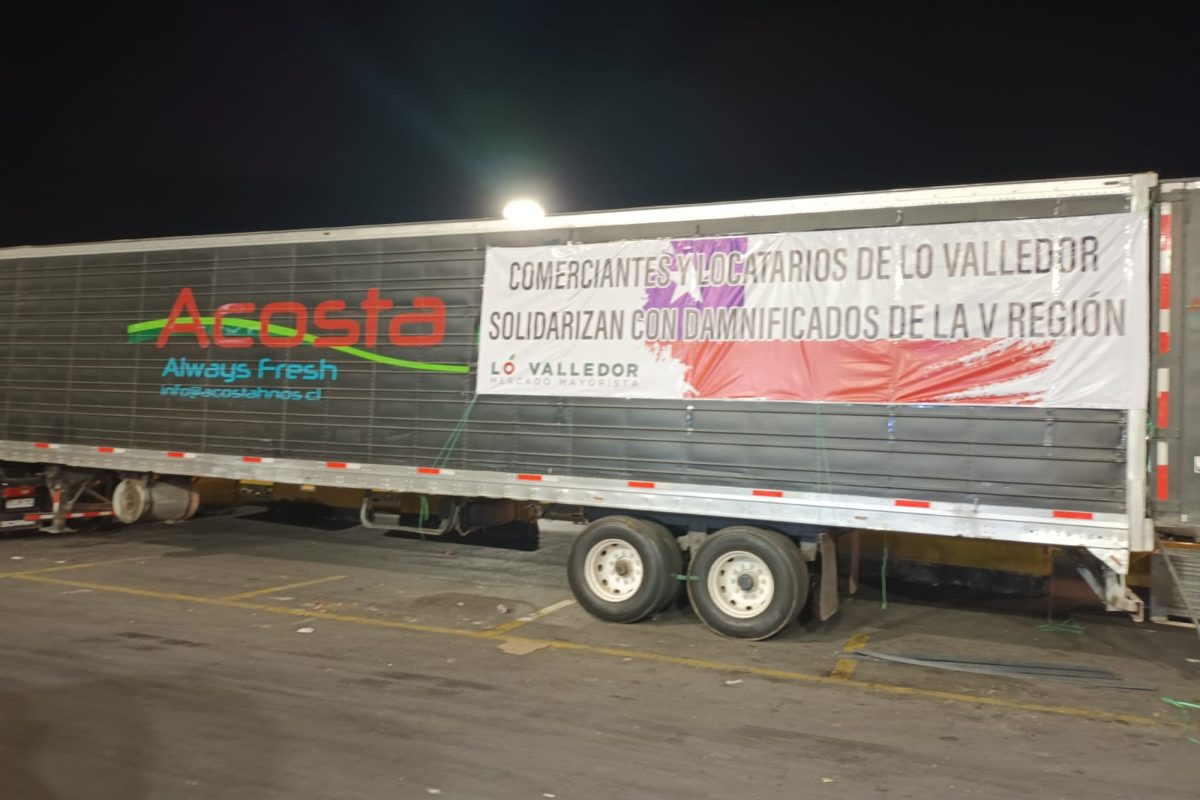 Acosta
Always Fresh
info@acostahnos.cl
COMERCIANTES Y LOCATARIOS DE LO VALLEDOR
SOLIDARIZAN CON DAMNIFICADOS DE LA V REGIÓN
LÓ VALLEDOR
MERCADO MAYORISTA